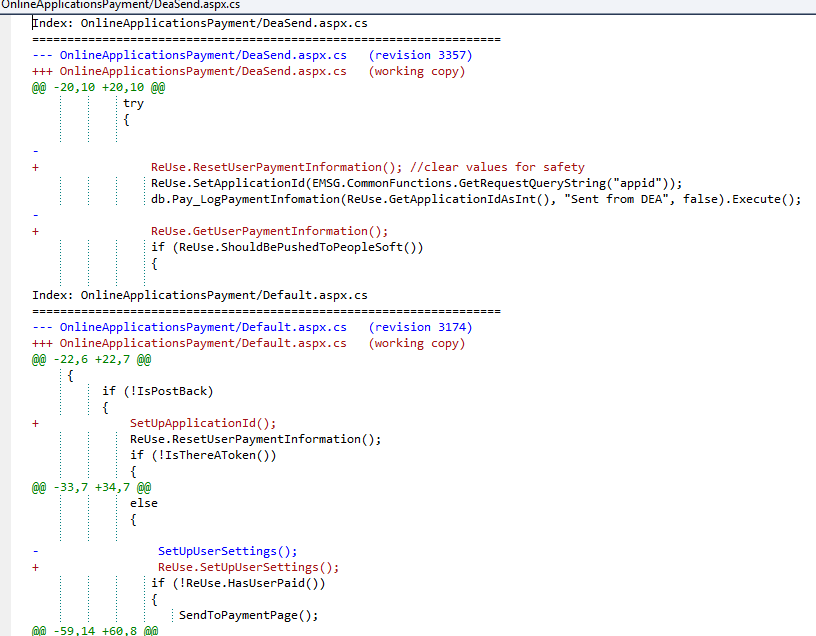 OnlineApplicationsPayment/DeaSend.aspx.cs
Index: OnlineApplicationsPayment/DeaSend.aspx.cs
===================================================================
--- OnlineApplicationsPayment/DeaSend.aspx.cs (revision 3357)
+++ OnlineApplicationsPayment/DeaSend.aspx.cs (working copy)
@@ -20,10 +20,10 @@
try
{
-
+ ReUse.ResetUserPaymentInformation(); //clear values for safety
ReUse.SetApplicationId(EMSG.CommonFunctions.GetRequestQueryString("appid"));
db.Pay_LogPaymentInfomation(ReUse.GetApplicationIdAsInt(), "Sent from DEA", false).Execute();
-
+ ReUse.GetUserPaymentInformation();
if (ReUse.ShouldBePushedToPeopleSoft())
{
Index: OnlineApplicationsPayment/Default.aspx.cs
===================================================================
--- OnlineApplicationsPayment/Default.aspx.cs (revision 3174)
+++ OnlineApplicationsPayment/Default.aspx.cs (working copy)
@@ -22,6 +22,7 @@
{
if (!IsPostBack)
{
+ SetUpApplicationId();
ReUse.ResetUserPaymentInformation();
if (!IsThereAToken())
{
@@ -33,7 +34,7 @@
else
{
- SetUpUserSettings();
+ ReUse.SetUpUserSettings();
if (!ReUse.HasUserPaid())
{
SendToPaymentPage();
@@ -59,14 +60,8 @@